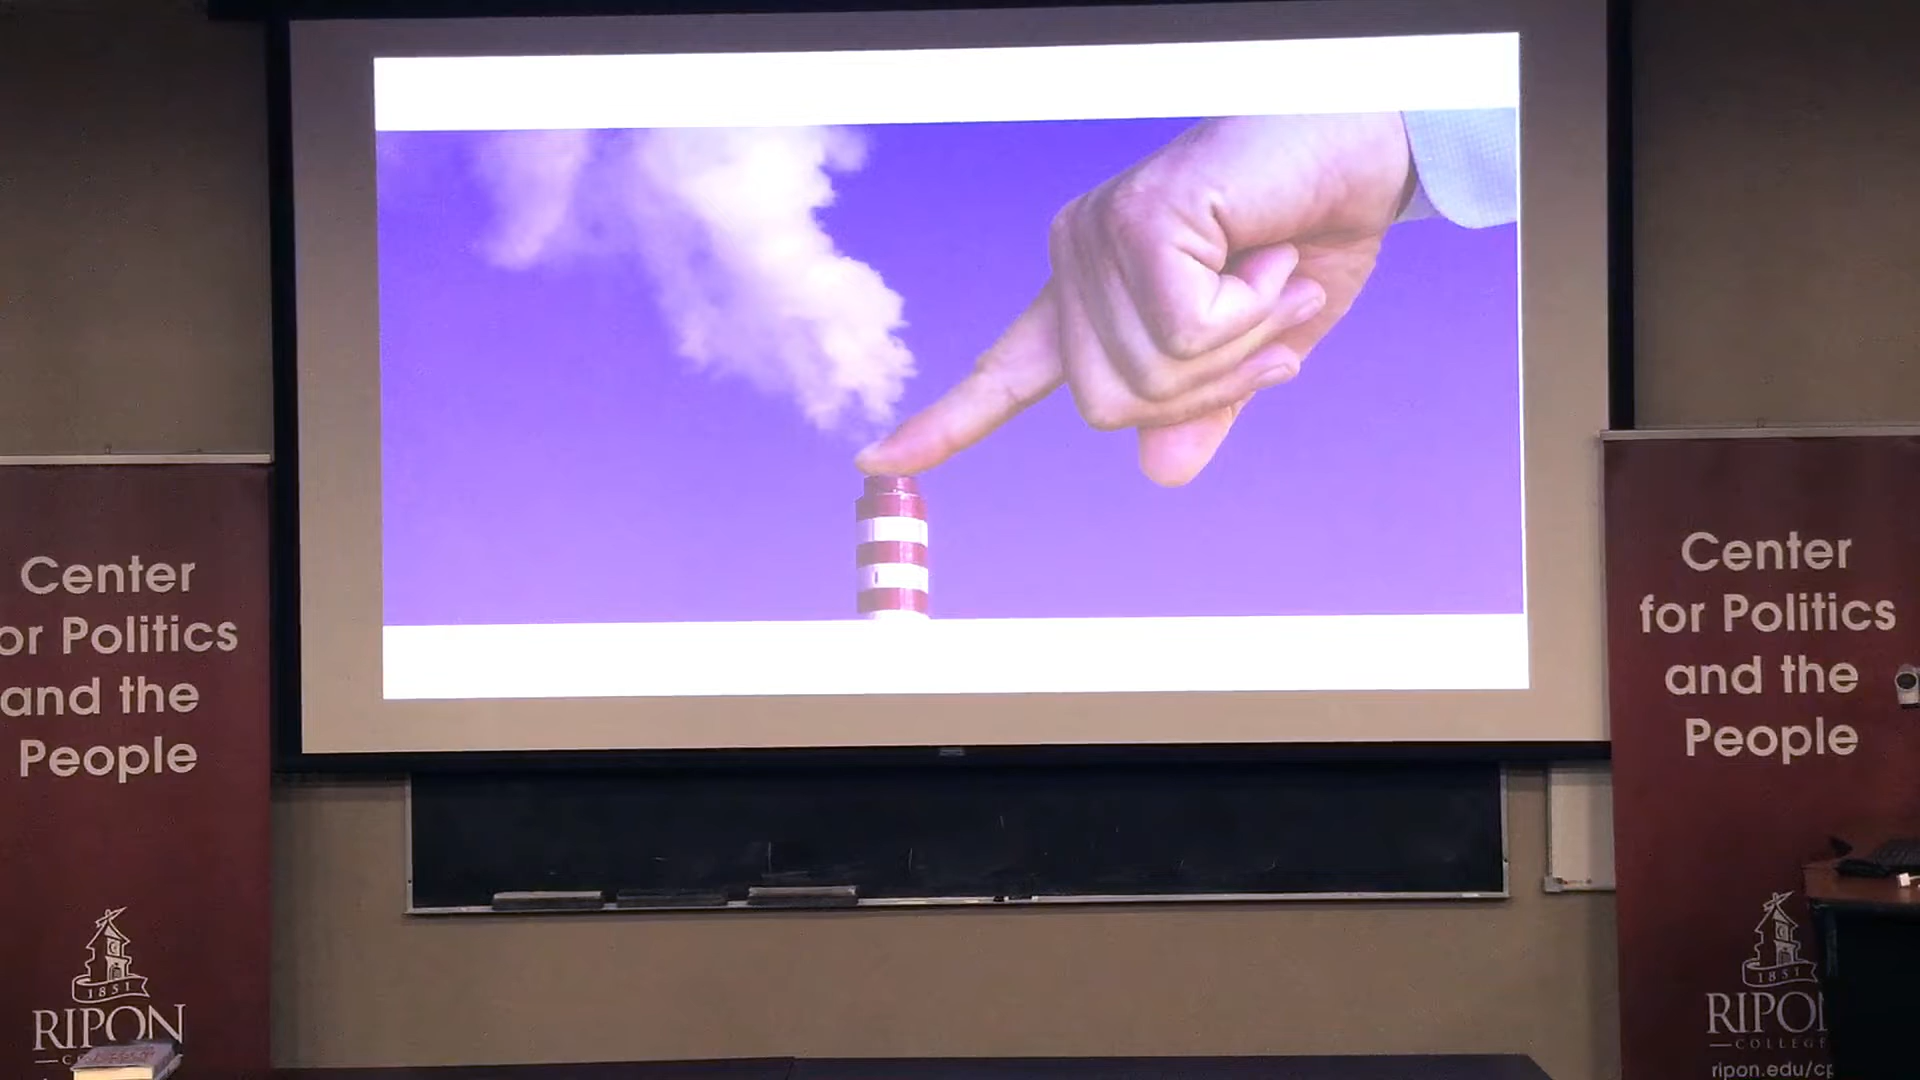 Center
or Politics
and the
People
1851
RIPON
Center
for Politics
and the
People
1851
RIPON
COLLEGE
ripon.edu/cp